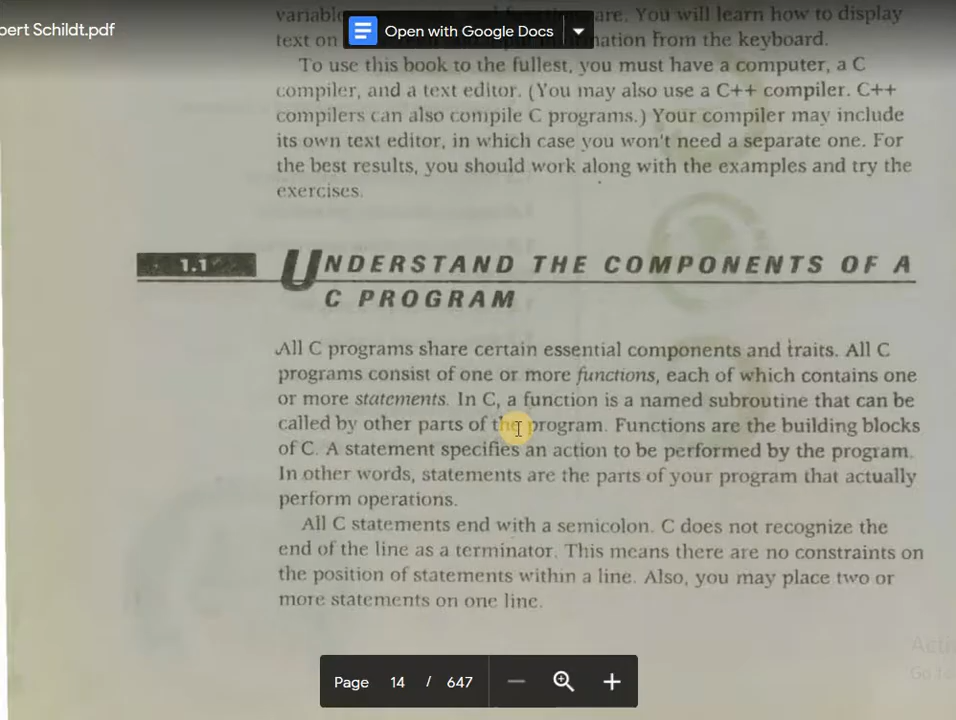 pert Schildt.pdf
Open with Google Docs
variable are. You will learn how to display
text on mation from the keyboard.
To use this book to the fullest, you must have a computer, a C
compiler, and a text editor. (You may also use a C++ compiler. C++
compilers can also compile C programs.) Your compiler may include
its own text editor, in which case you won't need a separate one. For
the best results, you should work along with the examples and try the
exercises.
1.1 UNDERSTAND THE COMPONENTS OF A
C PROGRAM
All C programs share certain essential components and traits. All C
programs consist of one or more functions, each of which contains one
or more statements. In C, a function is a named subroutine that can be
called by other parts of the program. Functions are the building blocks
of C. A statement specifies an action to be performed by the program.
In other words, statements are the parts of your program that actually
perform operations.
All C statements end with a semicolon. C does not recognize the
end of the line as a terminator. This means there are no constraints on
the position of statements within a line. Also, you may place two or
more statements on one line.
Page 14 / 647